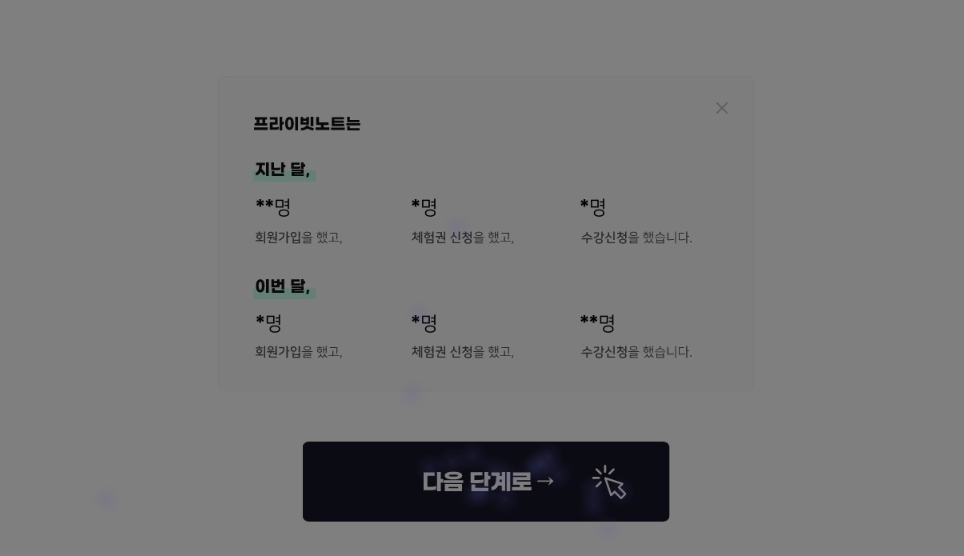 프라이빗노트는
지난 달,
**명 *명 *명
회원가입을 했고, 체험권 신청을 했고, 수강신청을 했습니다.
이번 달,
*명 *명 **명
회원가입을 했고, 체험권 신청을 했고, 수강신청을 했습니다.
다음 단계로 →